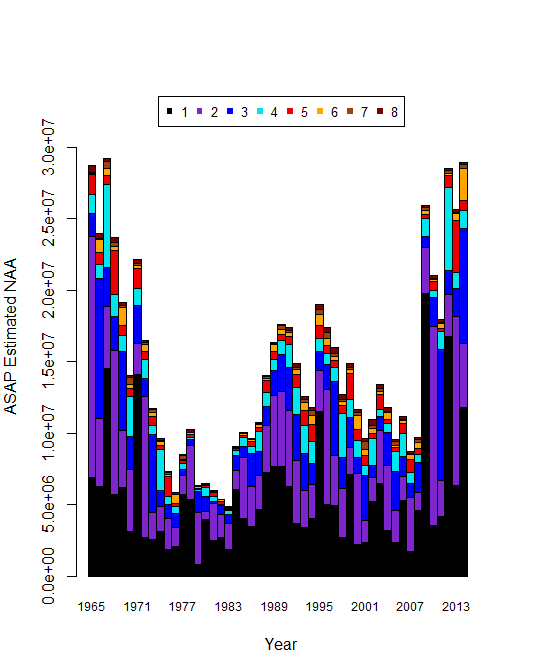 1 2 3 4 5 6 7 8
3.0e+07
2.5e+07
2.0e+07
1.5e+07
1.0e+07
5.0e+06
0.0e+00
ASAP Estimated NAA
1965 1971 1977 1983 1989 1995 2001 2007 2013
Year